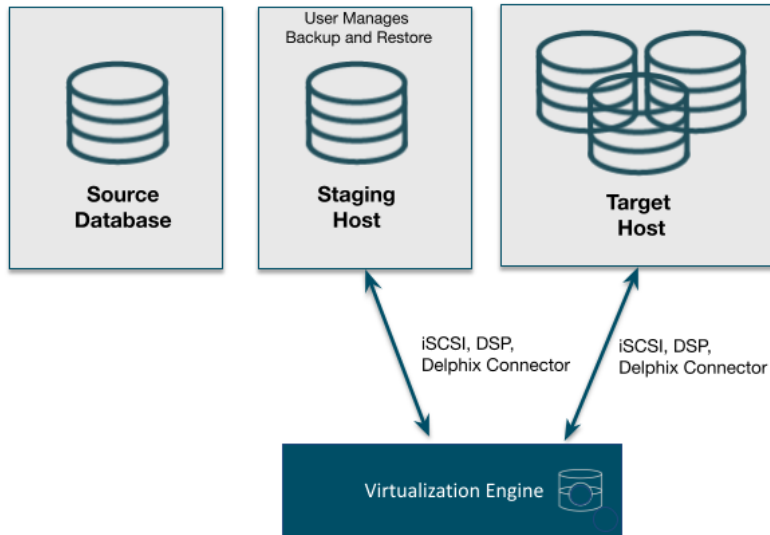 User Manages
Backup and Restore
Source
Database
Staging
Host
Target
Host
iSCSI, DSP,
Delphix Connector
iSCSI, DSP,
Delphix Connector
Virtualization Engine